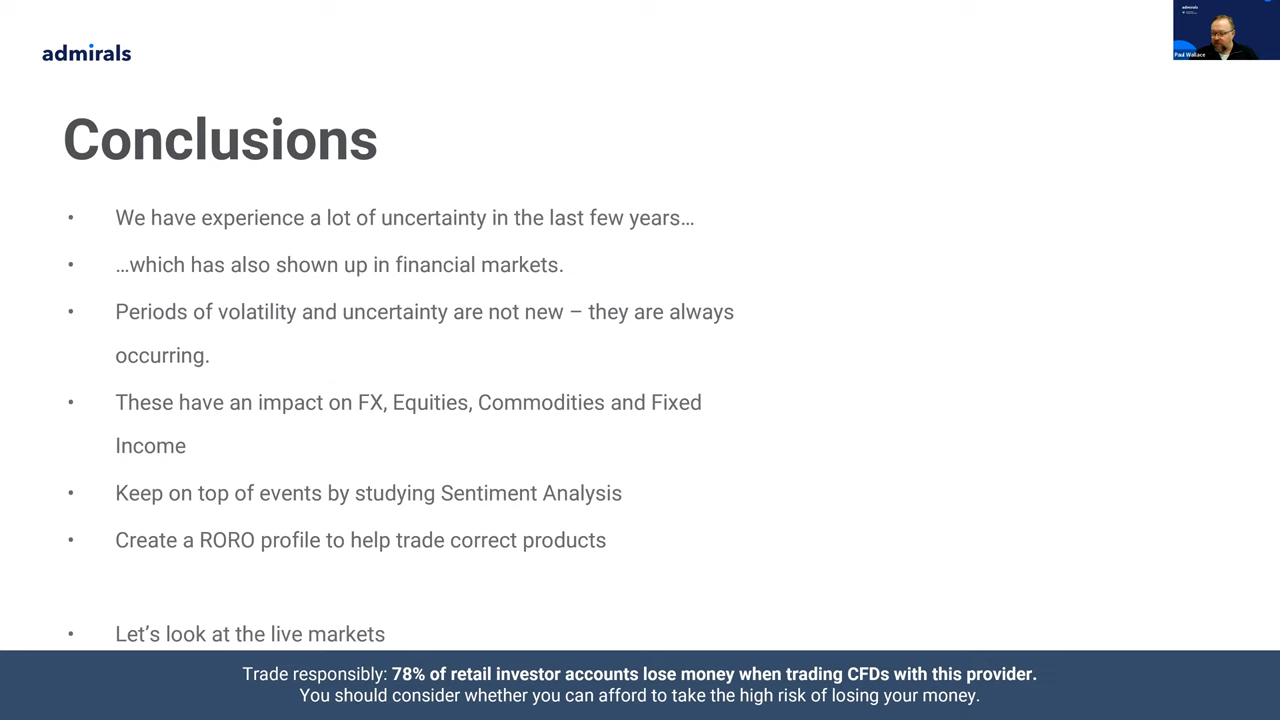 admirals
admirals
Paul Wallace
Conclusions
• We have experience a lot of uncertainty in the last few years…
• …which has also shown up in financial markets.
• Periods of volatility and uncertainty are not new – they are always
occurring.
• These have an impact on FX, Equities, Commodities and Fixed
Income
• Keep on top of events by studying Sentiment Analysis
• Create a RORO profile to help trade correct products
• Let’s look at the live markets
Trade responsibly: 78% of retail investor accounts lose money when trading CFDs with this provider.
You should consider whether you can afford to take the high risk of losing your money.